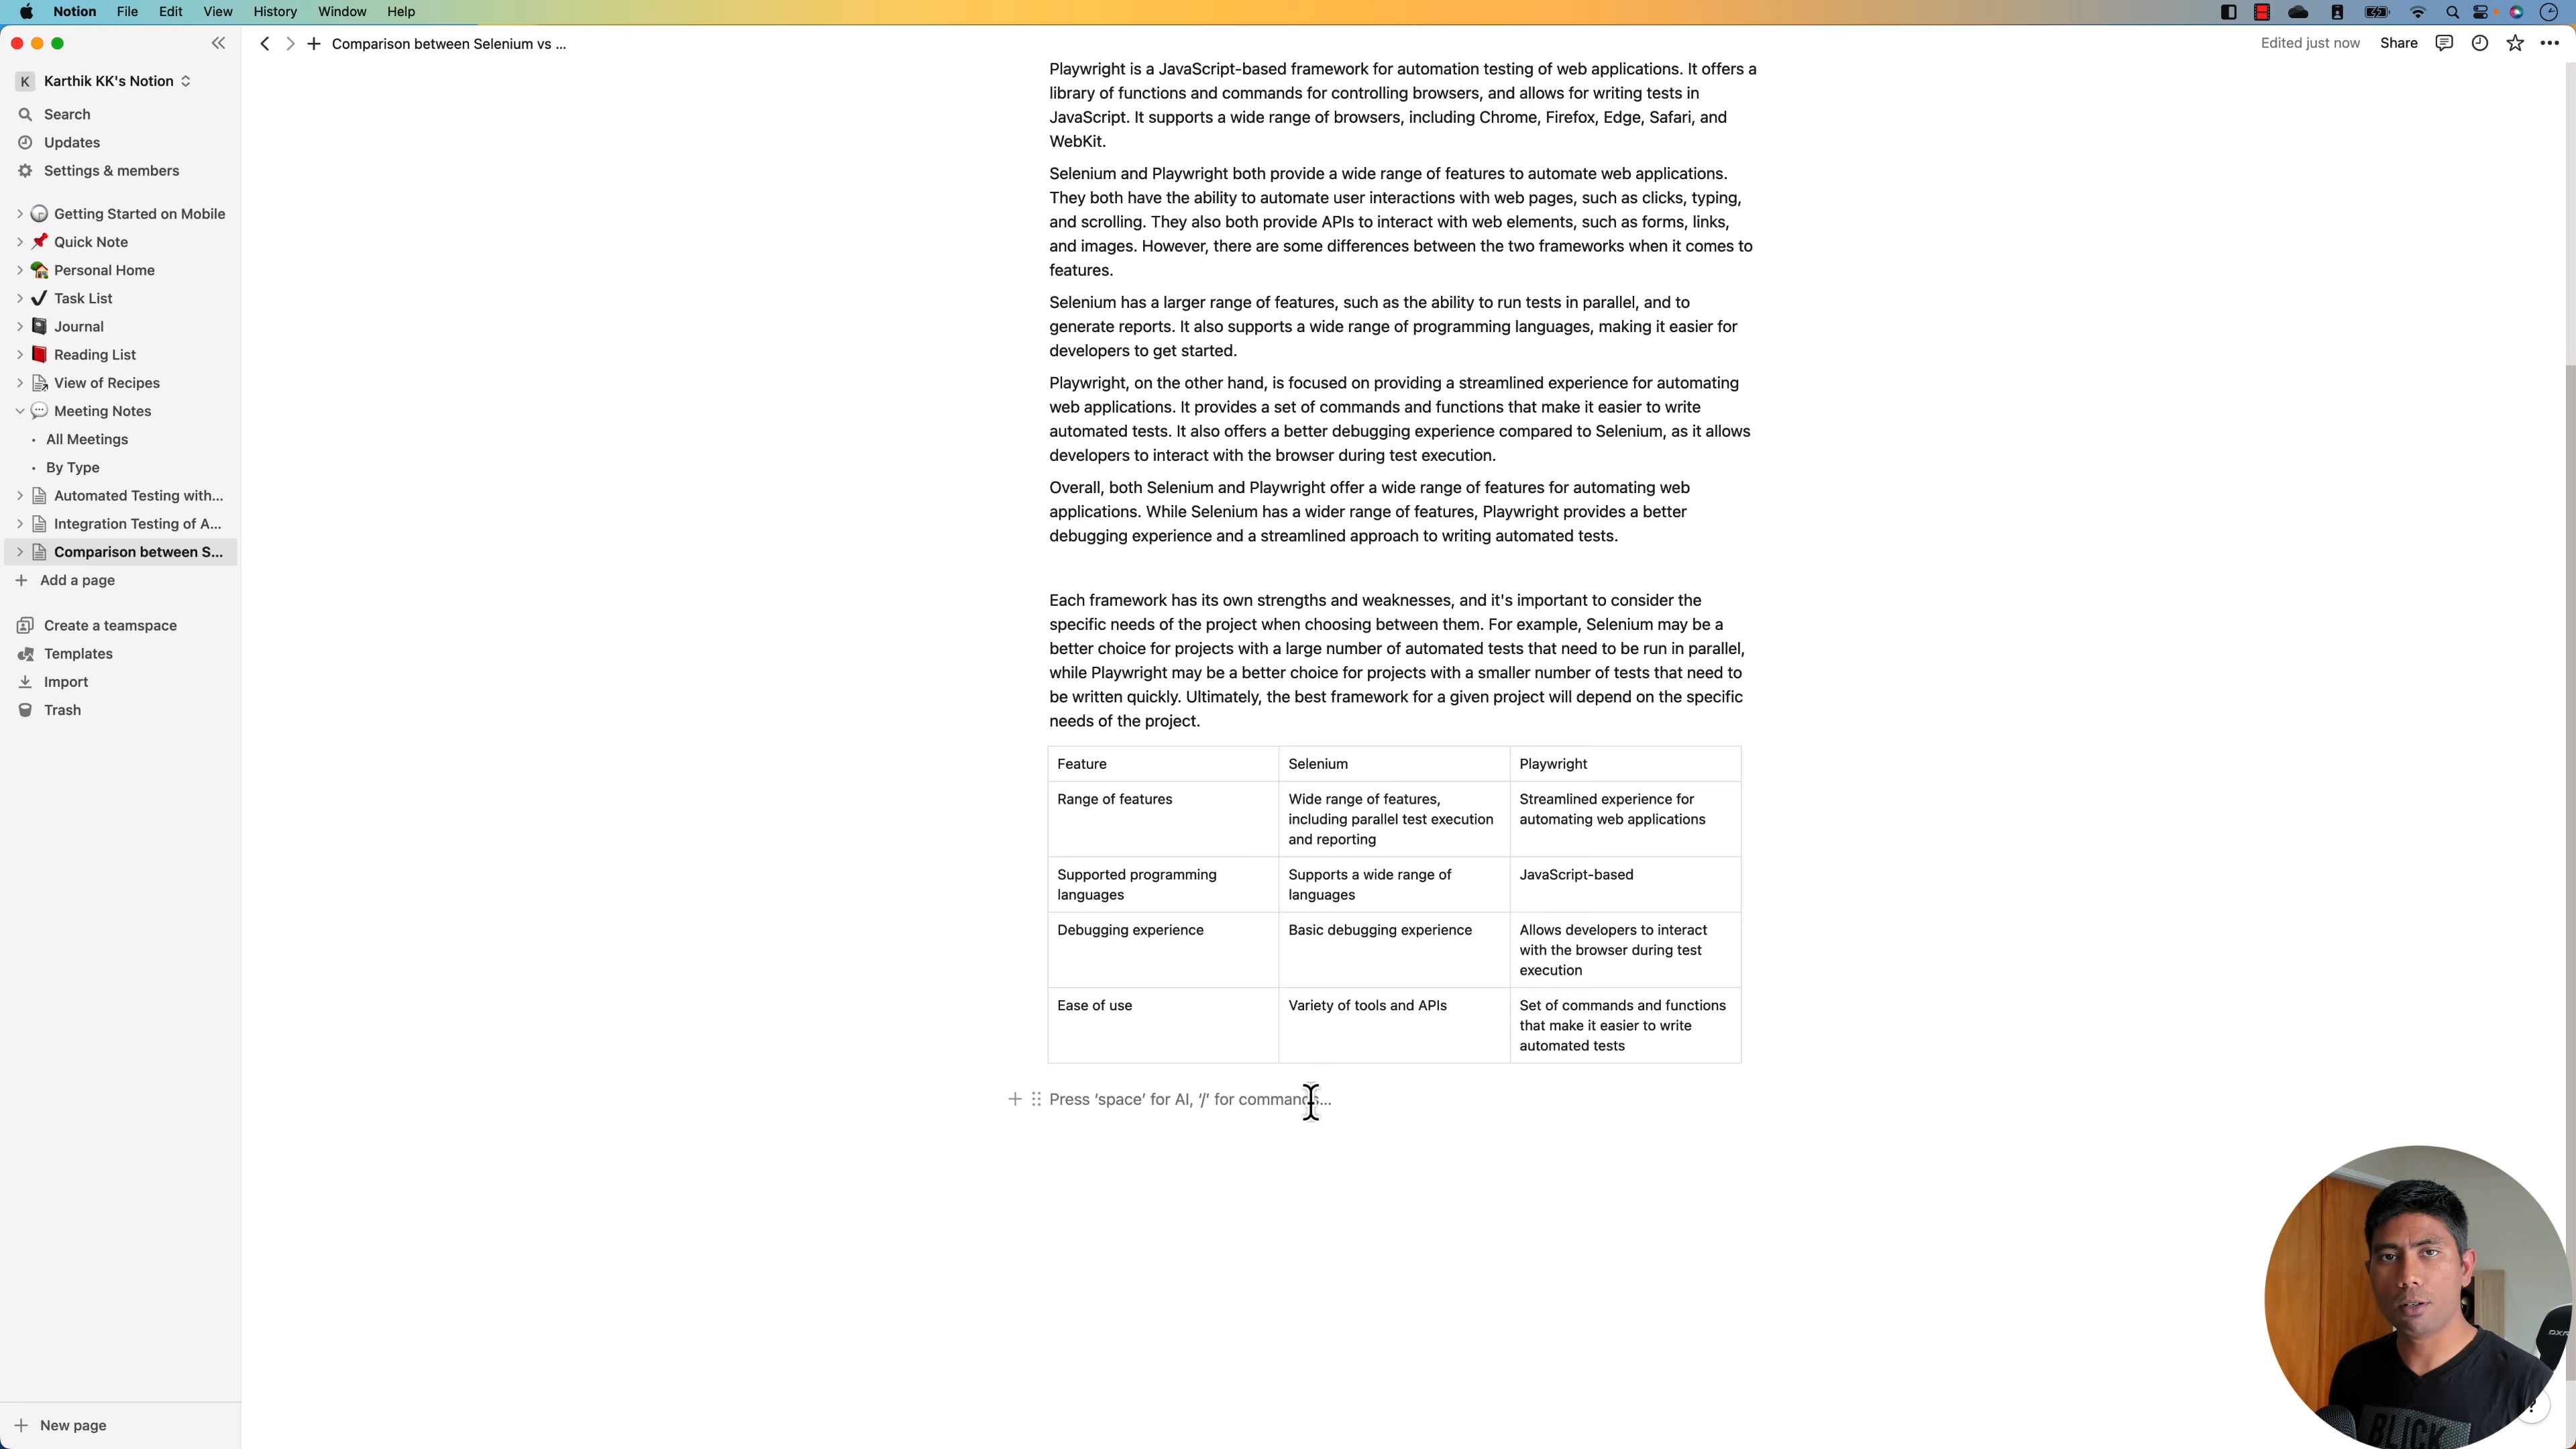 Notion File Edit View History Window Help
Comparison between Selenium vs ...
Edited just now Share
K Karthik KK's Notion
Search
Updates
Settings & members
Getting Started on Mobile
Quick Note
Personal Home
Task List
Journal
Reading List
View of Recipes
Meeting Notes
All Meetings
By Type
Automated Testing with...
Integration Testing of A...
Comparison between S...
Add a page
Create a teamspace
Templates
Import
Trash
New page
Playwright is a JavaScript-based framework for automation testing of web applications. It offers a
library of functions and commands for controlling browsers, and allows for writing tests in
JavaScript. It supports a wide range of browsers, including Chrome, Firefox, Edge, Safari, and
WebKit.
Selenium and Playwright both provide a wide range of features to automate web applications.
They both have the ability to automate user interactions with web pages, such as clicks, typing,
and scrolling. They also both provide APIs to interact with web elements, such as forms, links,
and images. However, there are some differences between the two frameworks when it comes to
features.
Selenium has a larger range of features, such as the ability to run tests in parallel, and to
generate reports. It also supports a wide range of programming languages, making it easier for
developers to get started.
Playwright, on the other hand, is focused on providing a streamlined experience for automating
web applications. It provides a set of commands and functions that make it easier to write
automated tests. It also offers a better debugging experience compared to Selenium, as it allows
developers to interact with the browser during test execution.
Overall, both Selenium and Playwright offer a wide range of features for automating web
applications. While Selenium has a wider range of features, Playwright provides a better
debugging experience and a streamlined approach to writing automated tests.
Each framework has its own strengths and weaknesses, and it's important to consider the
specific needs of the project when choosing between them. For example, Selenium may be a
better choice for projects with a large number of automated tests that need to be run in parallel,
while Playwright may be a better choice for projects with a smaller number of tests that need to
be written quickly. Ultimately, the best framework for a given project will depend on the specific
needs of the project.
Feature Selenium Playwright
Range of features
Wide range of features,
including parallel test execution
and reporting
Streamlined experience for
automating web applications
Supported programming
languages
Supports a wide range of
languages
JavaScript-based
Debugging experience
Basic debugging experience
Allows developers to interact
with the browser during test
execution
Ease of use
Variety of tools and APIs
Set of commands and functions
that make it easier to write
automated tests
Press ‘space’ for AI, ‘/’ for commands...
BLICK